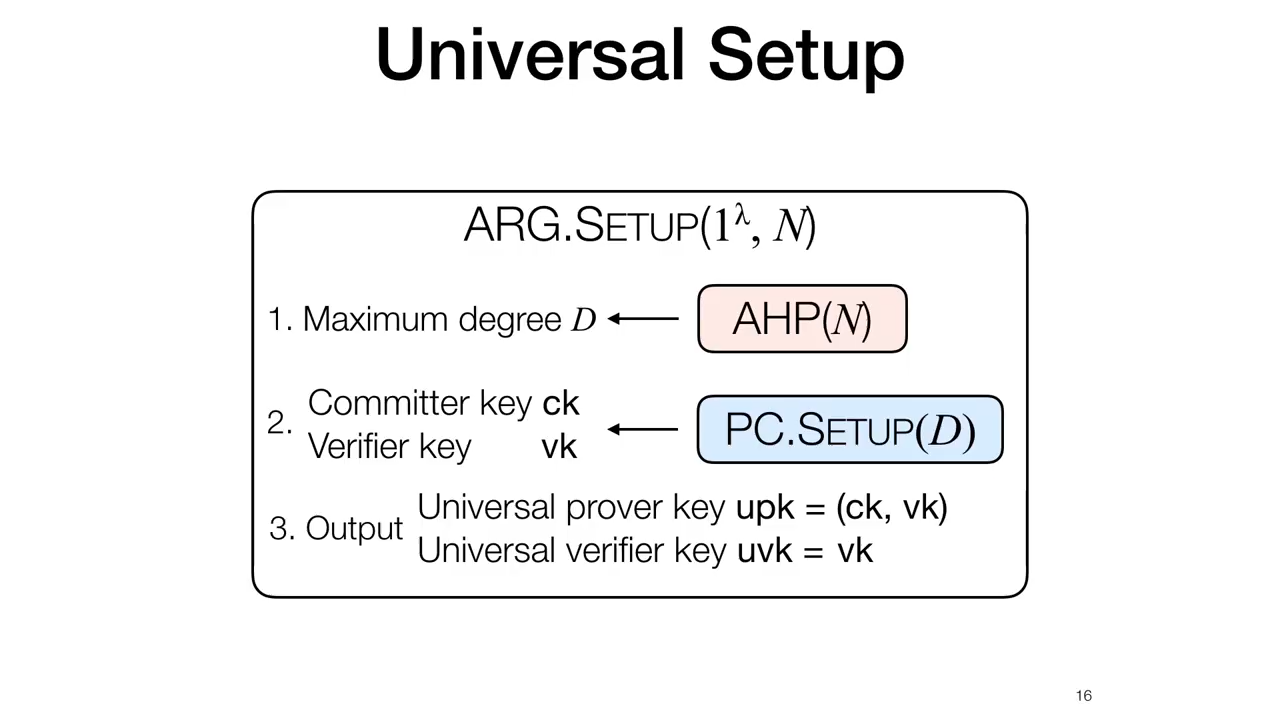 Universal Setup
ARG.SETUP(1^λ, N)
1. Maximum degree D ← AHP(N)
2. Committer key ck
Verifier key vk ← PC.SETUP(D)
3. Output Universal prover key upk = (ck, vk)
Universal verifier key uvk = vk
16